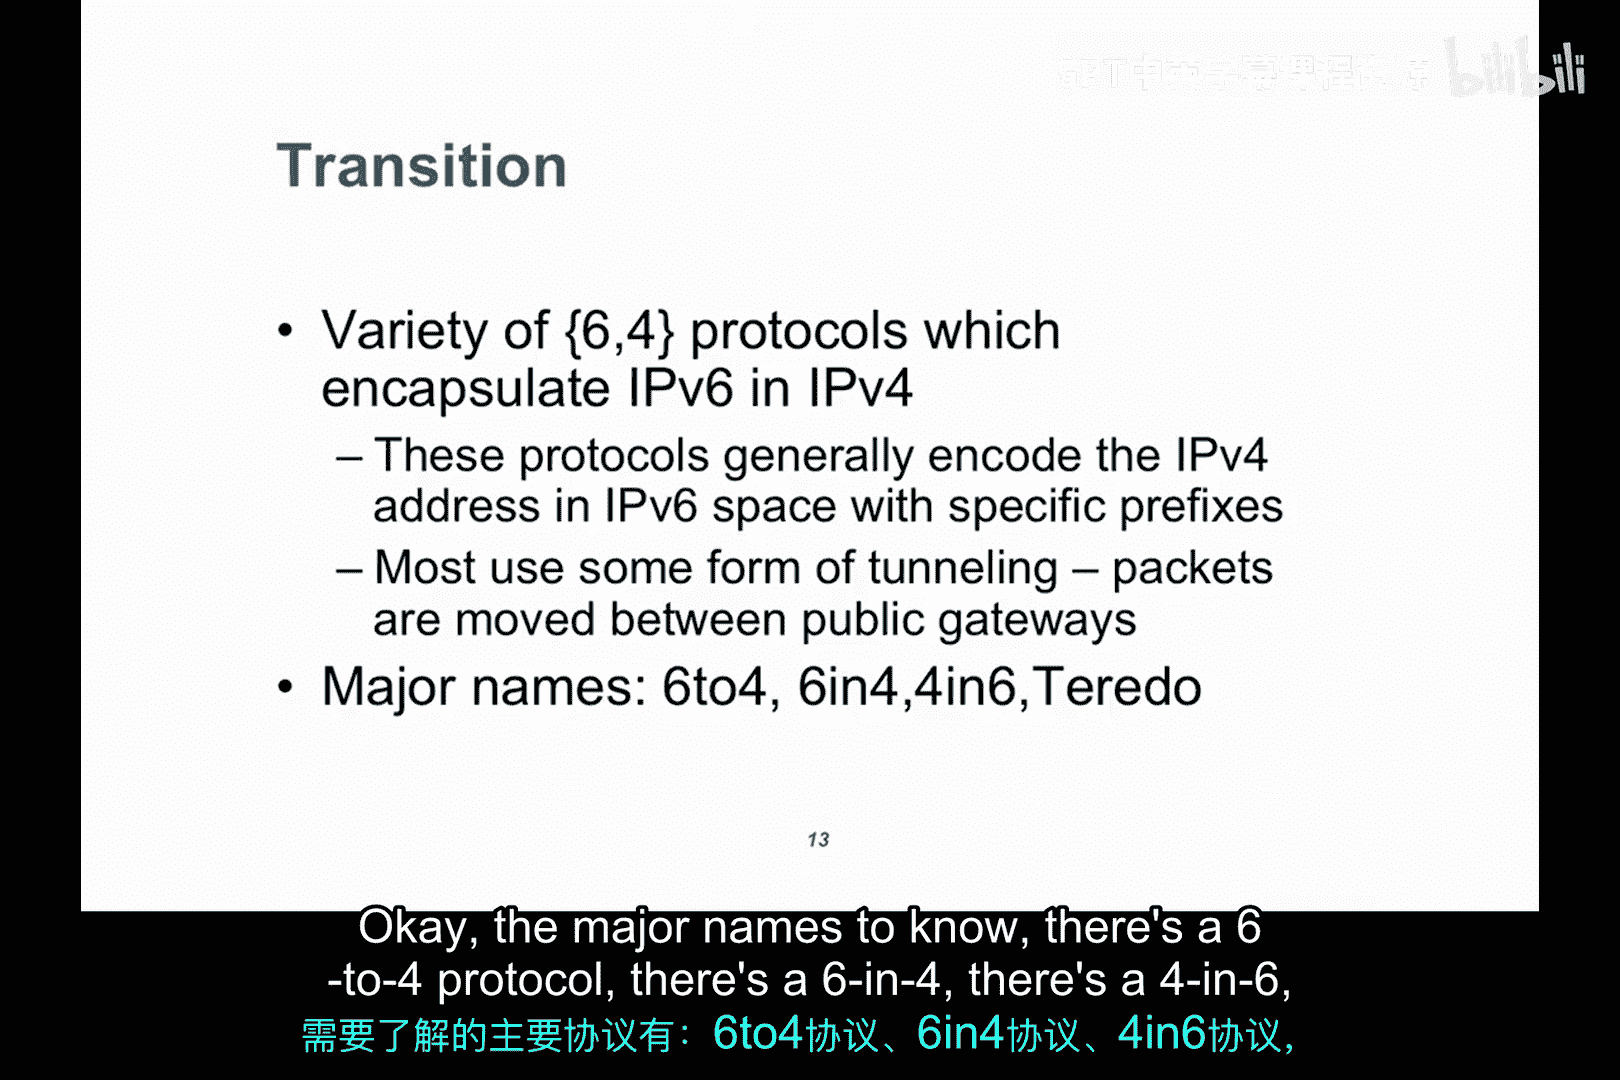 bilibili
Transition
• Variety of {6,4} protocols which
encapsulate IPv6 in IPv4
– These protocols generally encode the IPv4
address in IPv6 space with specific prefixes
– Most use some form of tunneling – packets
are moved between public gateways
• Major names: 6to4, 6in4,4in6,Teredo
13
Okay, the major names to know, there's a 6
-to-4 protocol, there's a 6-in-4, there's a 4-in-6,
需要了解的主要协议有：6to4协议、6in4协议、4in6协议，